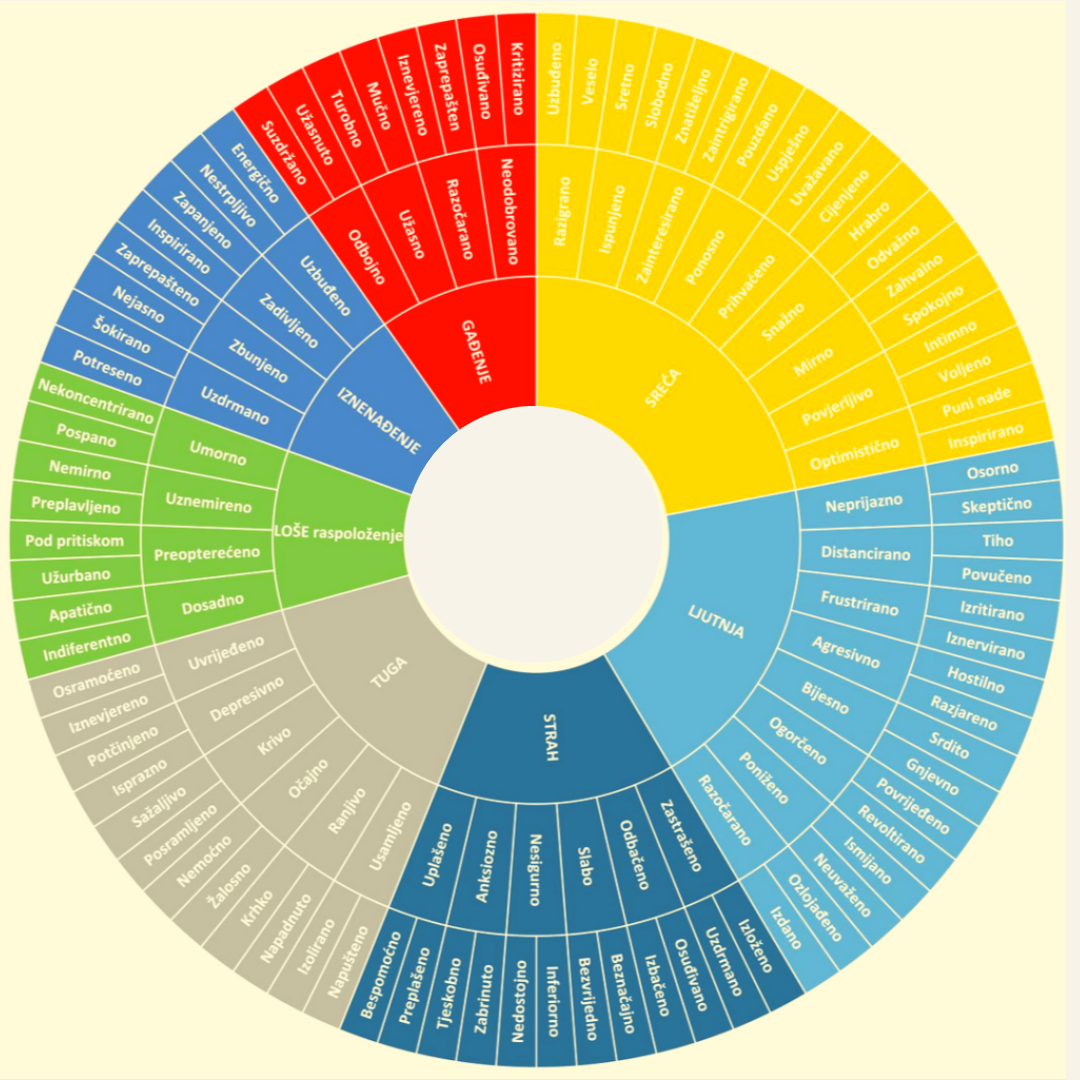 SREĆA
Razigrano
Uzbuđeno
Veselo
Ispunjeno
Sretno
Slobodno
Zainteresirano
Znatiželjno
Zaintrigirano
Ponosno
Pouzdano
Uspješno
Prihvaćeno
Uvažavano
Cijenjeno
Snažno
Hrabro
Odvažno
Mirno
Zahvalno
Spokojno
Povjerljivo
Intimno
Voljeno
Optimistično
Puni nade
Inspirirano
LJUTNJA
Neprijazno
Osorno
Skeptično
Distancirano
Tiho
Povučeno
Frustrirano
Izritirano
Iznervirano
Agresivno
Hostilno
Razjareno
Bijesno
Srdito
Gnjevno
Ogorčeno
Povrijeđeno
Revoltirano
Poniženo
Ismijano
Neuvaženo
Razočarano
Ozlojađeno
Izdano
STRAH
Zastrašeno
Izloženo
Uzdrmano
Odbačeno
Osuđivano
Izbačeno
Slabo
Beznačajno
Bezvrijedno
Nesigurno
Inferiorno
Nedostojno
Anksiozno
Zabrinuto
Tjeskobno
Uplašeno
Preplašeno
Bespomoćno
TUGA
Usamljeno
Napušteno
Izolirano
Ranjivo
Napadnuto
Krhko
Očajno
Žalosno
Nemoćno
Krivo
Posramljeno
Sažaljivo
Depresivno
Isprazno
Potčinjeno
Uvrijeđeno
Iznevjereno
Osramoćeno
LOŠE raspoloženje
Dosadno
Indiferentno
Apatično
Preopterećeno
Užurbano
Pod pritiskom
Uznemireno
Preplavljeno
Nemirno
Umorno
Pospano
Nekoncentrirano
IZNENAĐENJE
Uzdrmano
Potreseno
Šokirano
Zbunjeno
Nejasno
Zaprepašteno
Zadivljeno
Inspirirano
Zapanjeno
Uzbuđeno
Nestrpljivo
Energično
GAĐENJE
Odbojno
Suzdržano
Užasnuto
Užasno
Turobno
Mučno
Razočarano
Iznevjereno
Zaprepašten
Neodobrovano
Osuđivano
Kritizirano